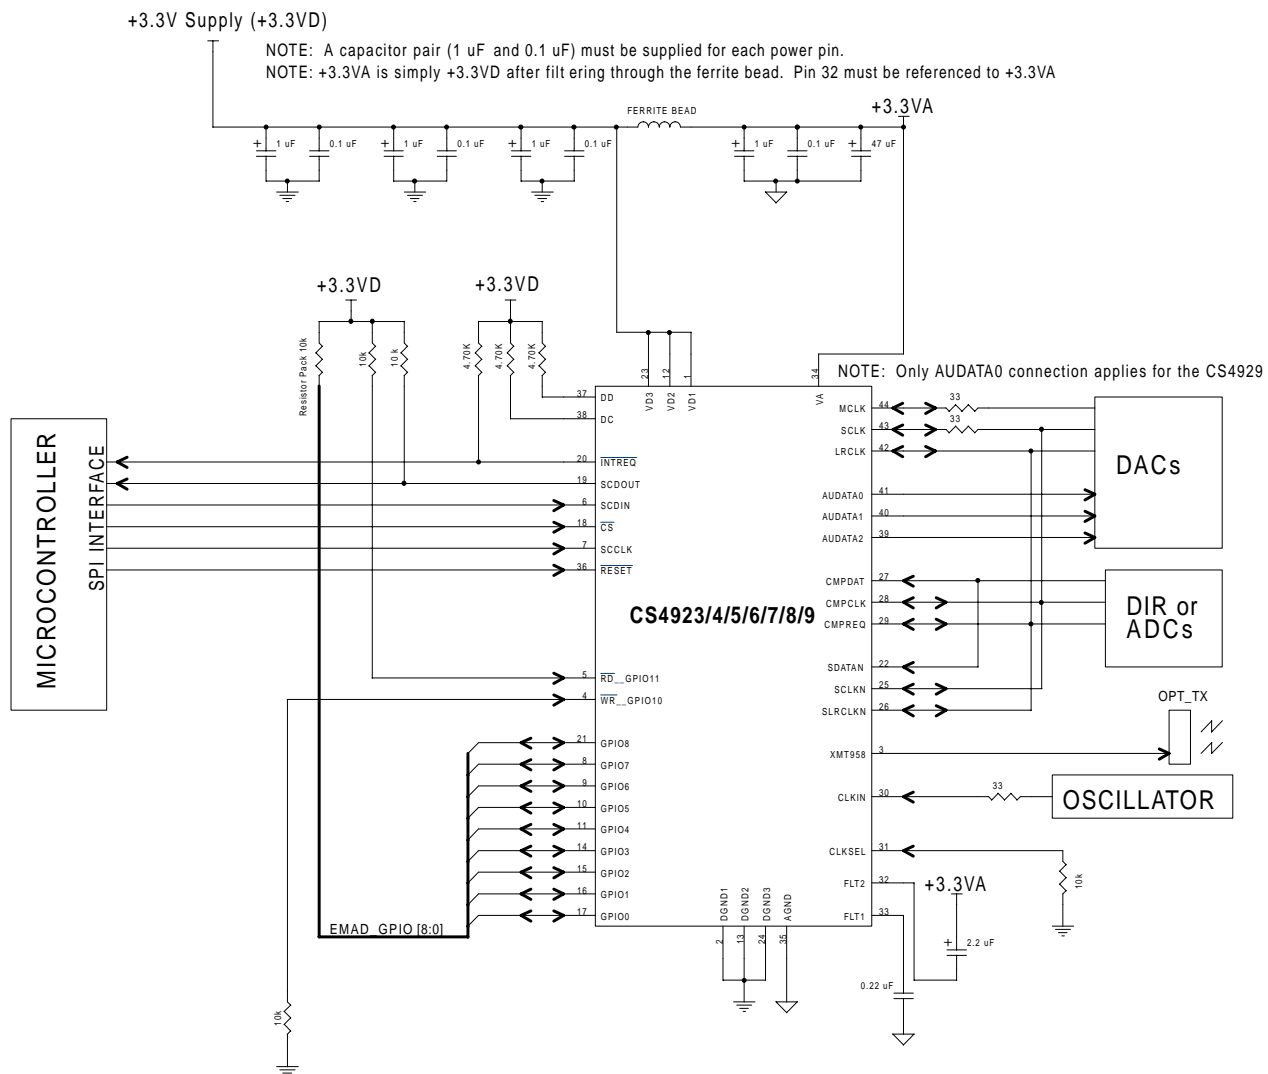 +3.3V Supply (+3.3VD)
NOTE: A capacitor pair (1 uF and 0.1 uF) must be supplied for each power pin.
NOTE: +3.3VA is simply +3.3VD after filt ering through the ferrite bead. Pin 32 must be referenced to +3.3VA
FERRITE BEAD
+3.3VA
+ 1 uF 0.1 uF + 1 uF 0.1 uF + 1 uF 0.1 uF + 1 uF 0.1 uF + 47 uF
+3.3VD +3.3VD
Resistor Pack 10k
10k
10 k
4.70K
4.70K
4.70K
23 12 1 34
VD3 VD2 VD1 VA
NOTE: Only AUDATA0 connection applies for the CS4929
MICROCONTROLLER
SPI INTERFACE
37 DD
38 DC
20 INTREQ
19 SCDOUT
6 SCDIN
18 CS
7 SCCLK
36 RESET
5 RD__GPIO11
4 WR__GPIO10
21 GPIO8
8 GPIO7
9 GPIO6
10 GPIO5
11 GPIO4
14 GPIO3
15 GPIO2
16 GPIO1
17 GPIO0
EMAD_GPIO [8:0]
10k
CS4923/4/5/6/7/8/9
MCLK 44 33
SCLK 43 33
LRCLK 42
AUDATA0 41
AUDATA1 40
AUDATA2 39
DACs
CMPDAT 27
CMPCLK 28
CMPREQ 29
DIR or
ADCs
SDATAN 22
SCLKN 25
SLRCLKN 26
OPT_TX
XMT958 3
CLKIN 30 33
OSCILLATOR
CLKSEL 31
10k
FLT2 32
+3.3VA
FLT1 33
+ 2.2 uF
0.22 uF
DGND1 DGND2 DGND3 AGND
2 13 24 35